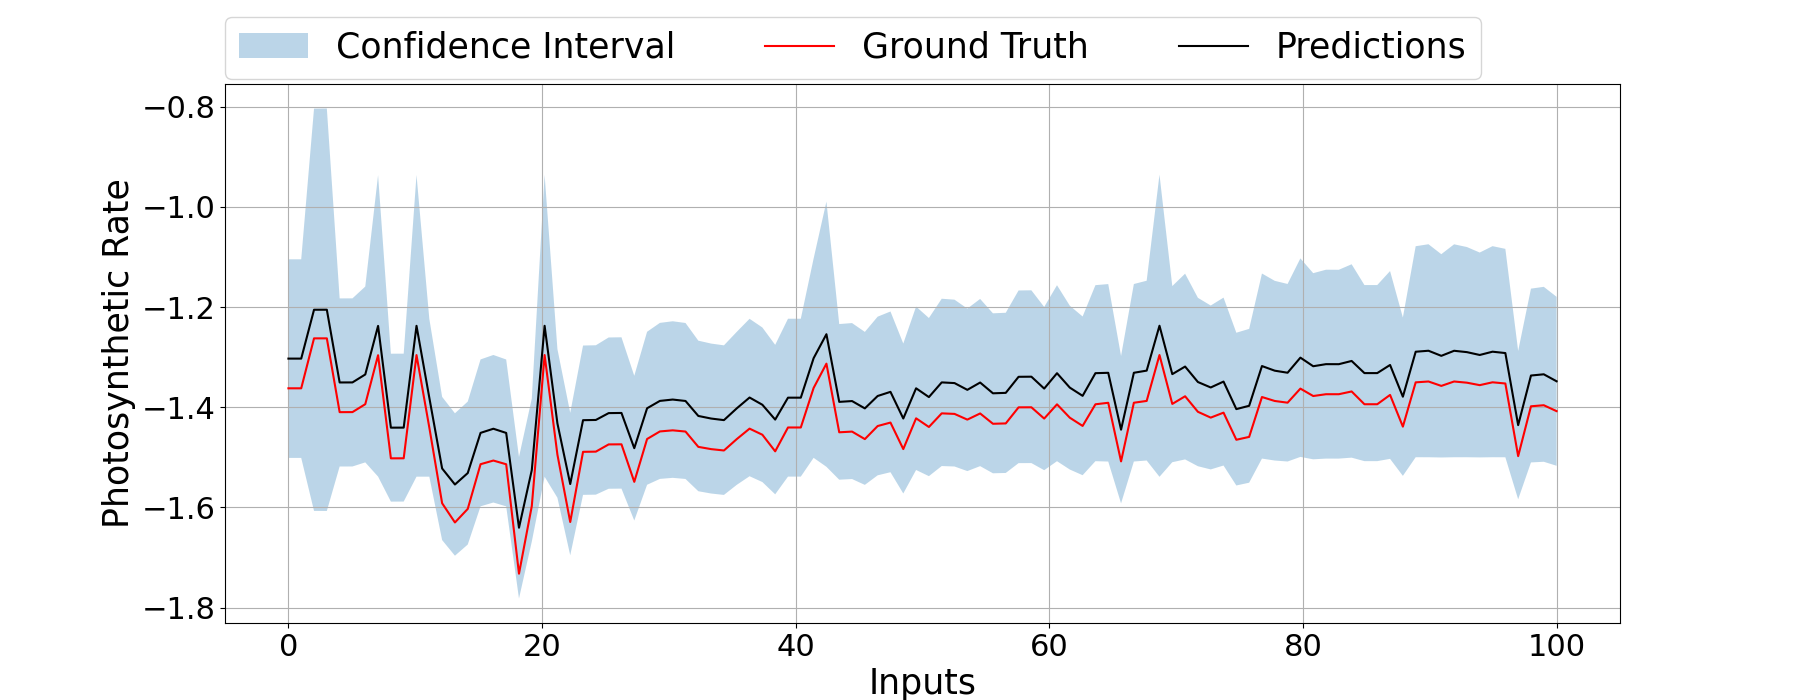 Confidence Interval Ground Truth Predictions
Photosynthetic Rate
−0.8
−1.0
−1.2
−1.4
−1.6
−1.8
0 20 40 60 80 100
Inputs